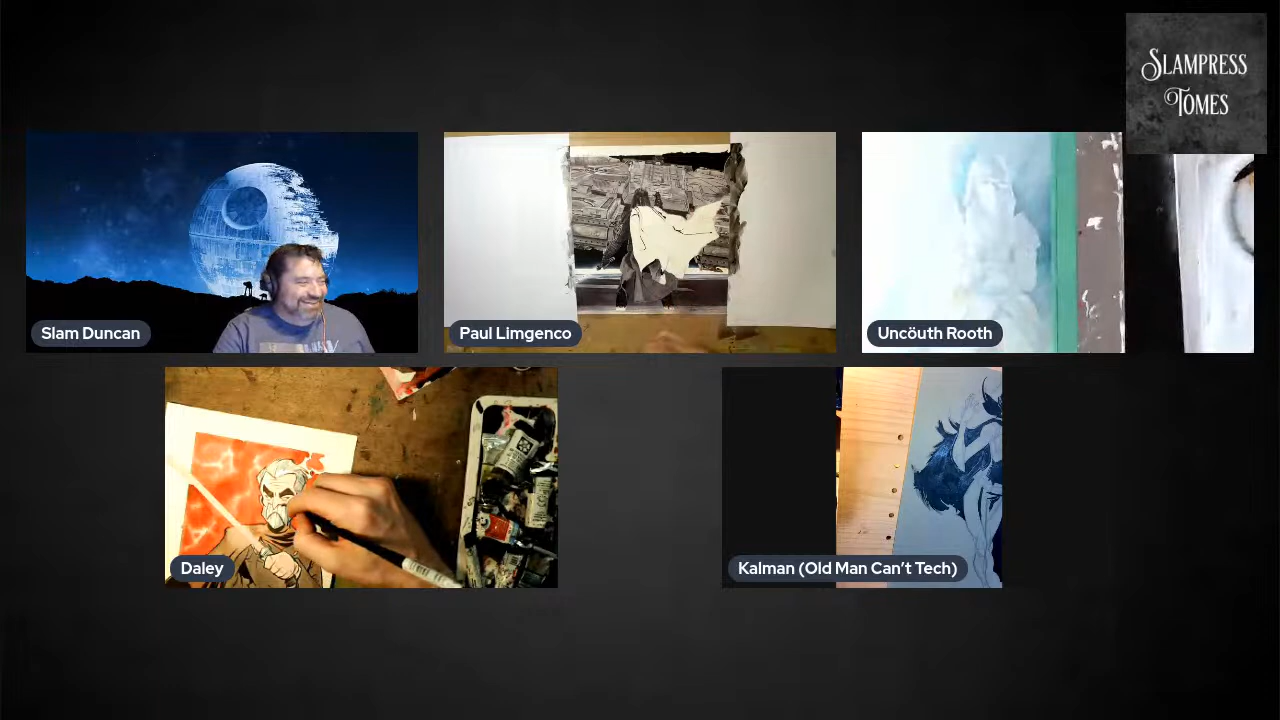 SLAMPRESS
TOMES
Slam Duncan
Paul Limgenco
Uncöuth Rooth
Daley
Kalman (Old Man Can’t Tech)